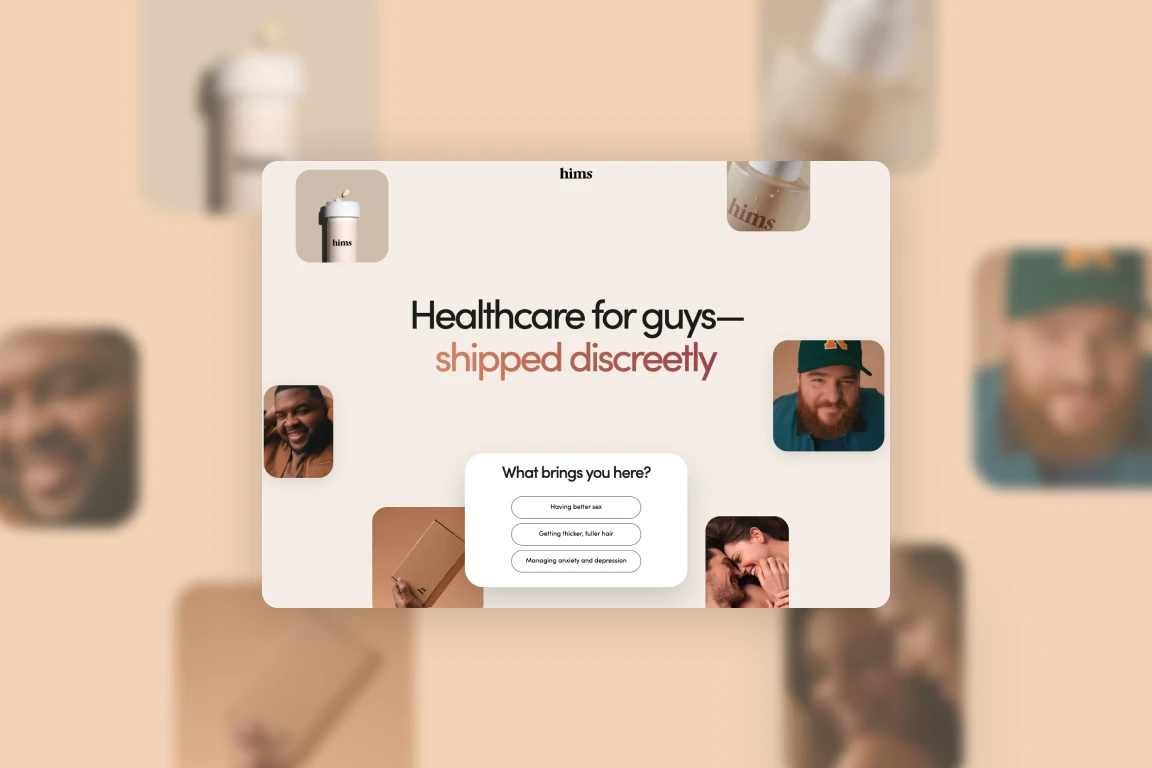 hims
hims
hims
Healthcare for guys—
shipped discreetly
What brings you here?
Having better sex
Getting thicker, fuller hair
Managing anxiety and depression
h